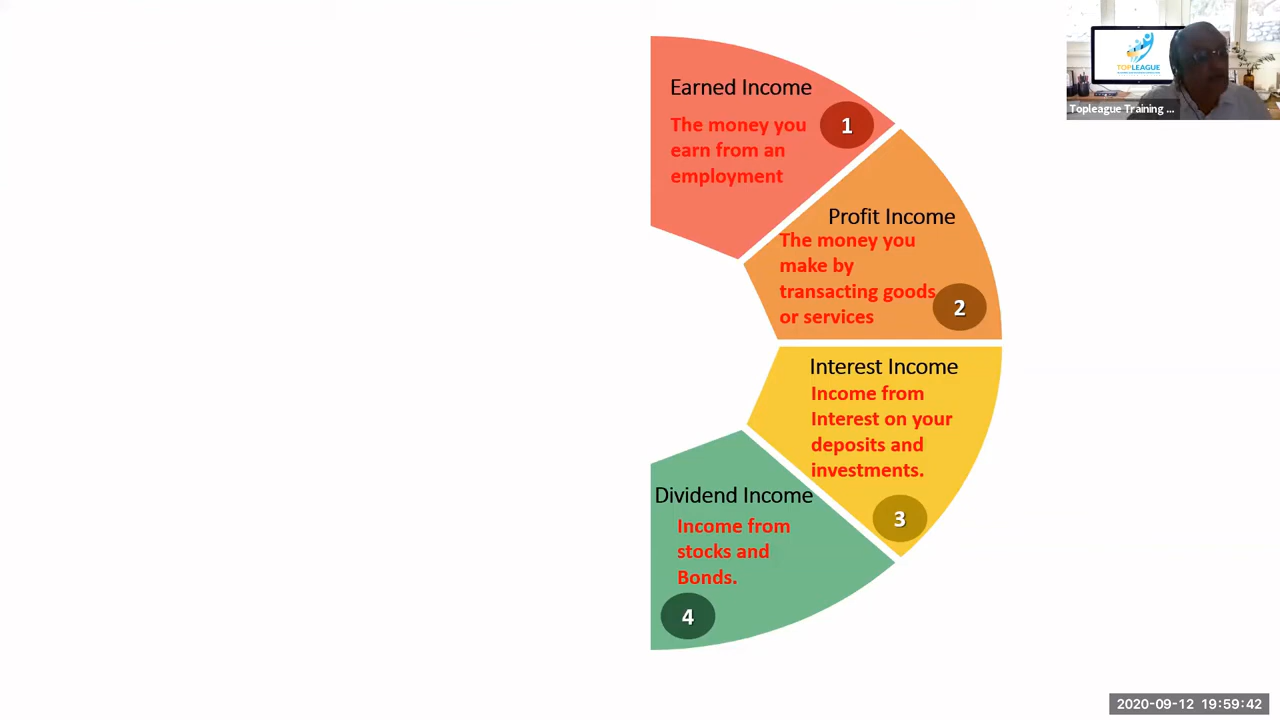 Earned Income
The money you
earn from an
employment
1
Profit Income
The money you
make by
transacting goods
or services
2
Interest Income
Income from
Interest on your
deposits and
investments.
3
Dividend Income
Income from
stocks and
Bonds.
4
TOPLEAGUE
Topleague Training ...
2020-09-12 19:59:42